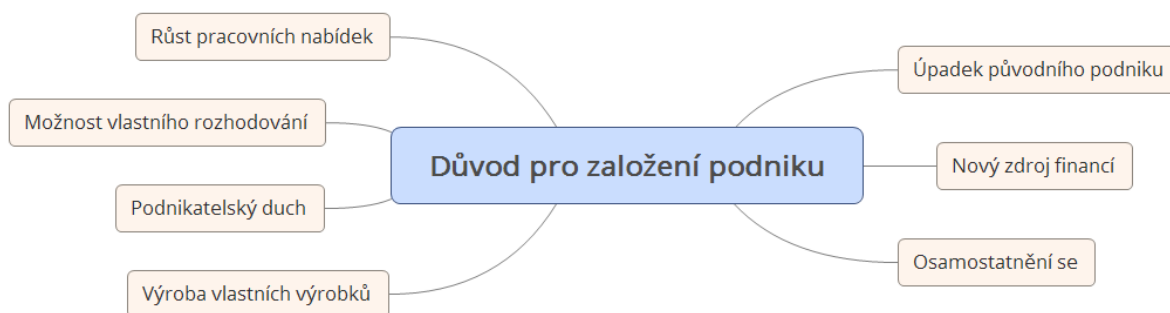 Růst pracovních nabídek
Možnost vlastního rozhodování
Podnikatelský duch
Výroba vlastních výrobků
Důvod pro založení podniku
Úpadek původního podniku
Nový zdroj financí
Osamostatnění se